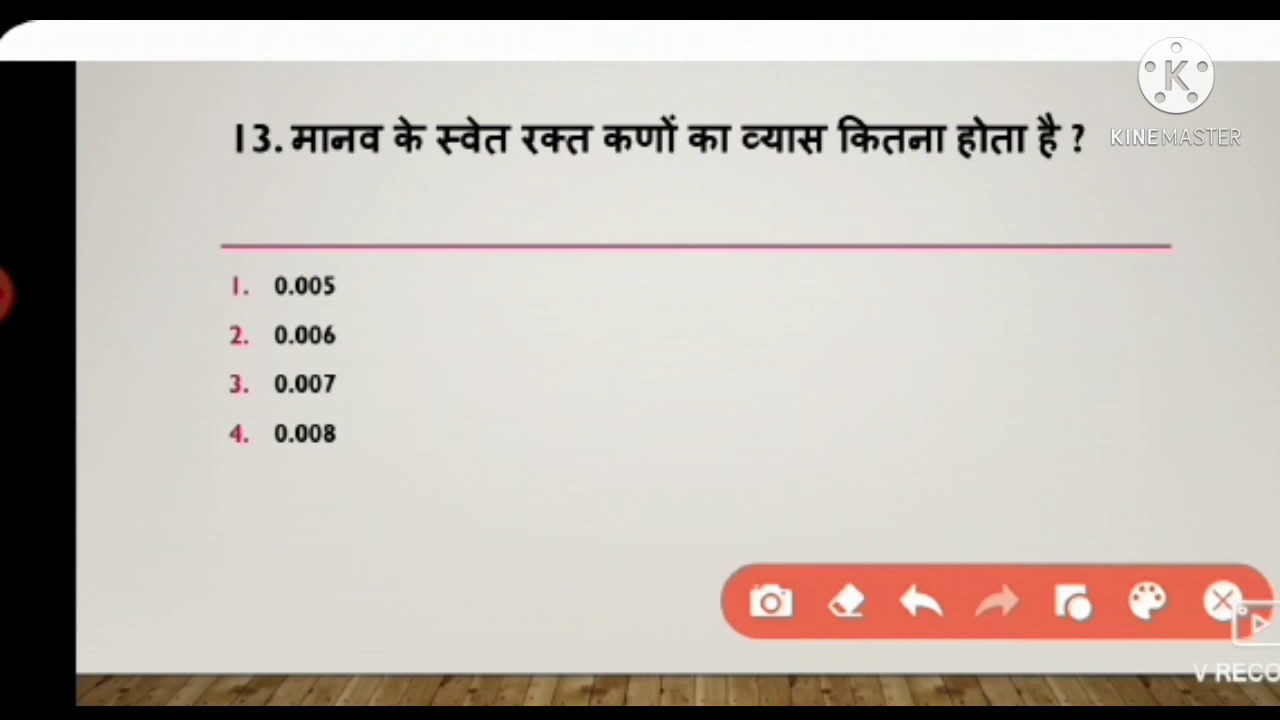 13. मानव के स्वेत रक्त कणों का व्यास कितना होता है ?
K
KINEMASTER
1. 0.005
2. 0.006
3. 0.007
4. 0.008
V RECO